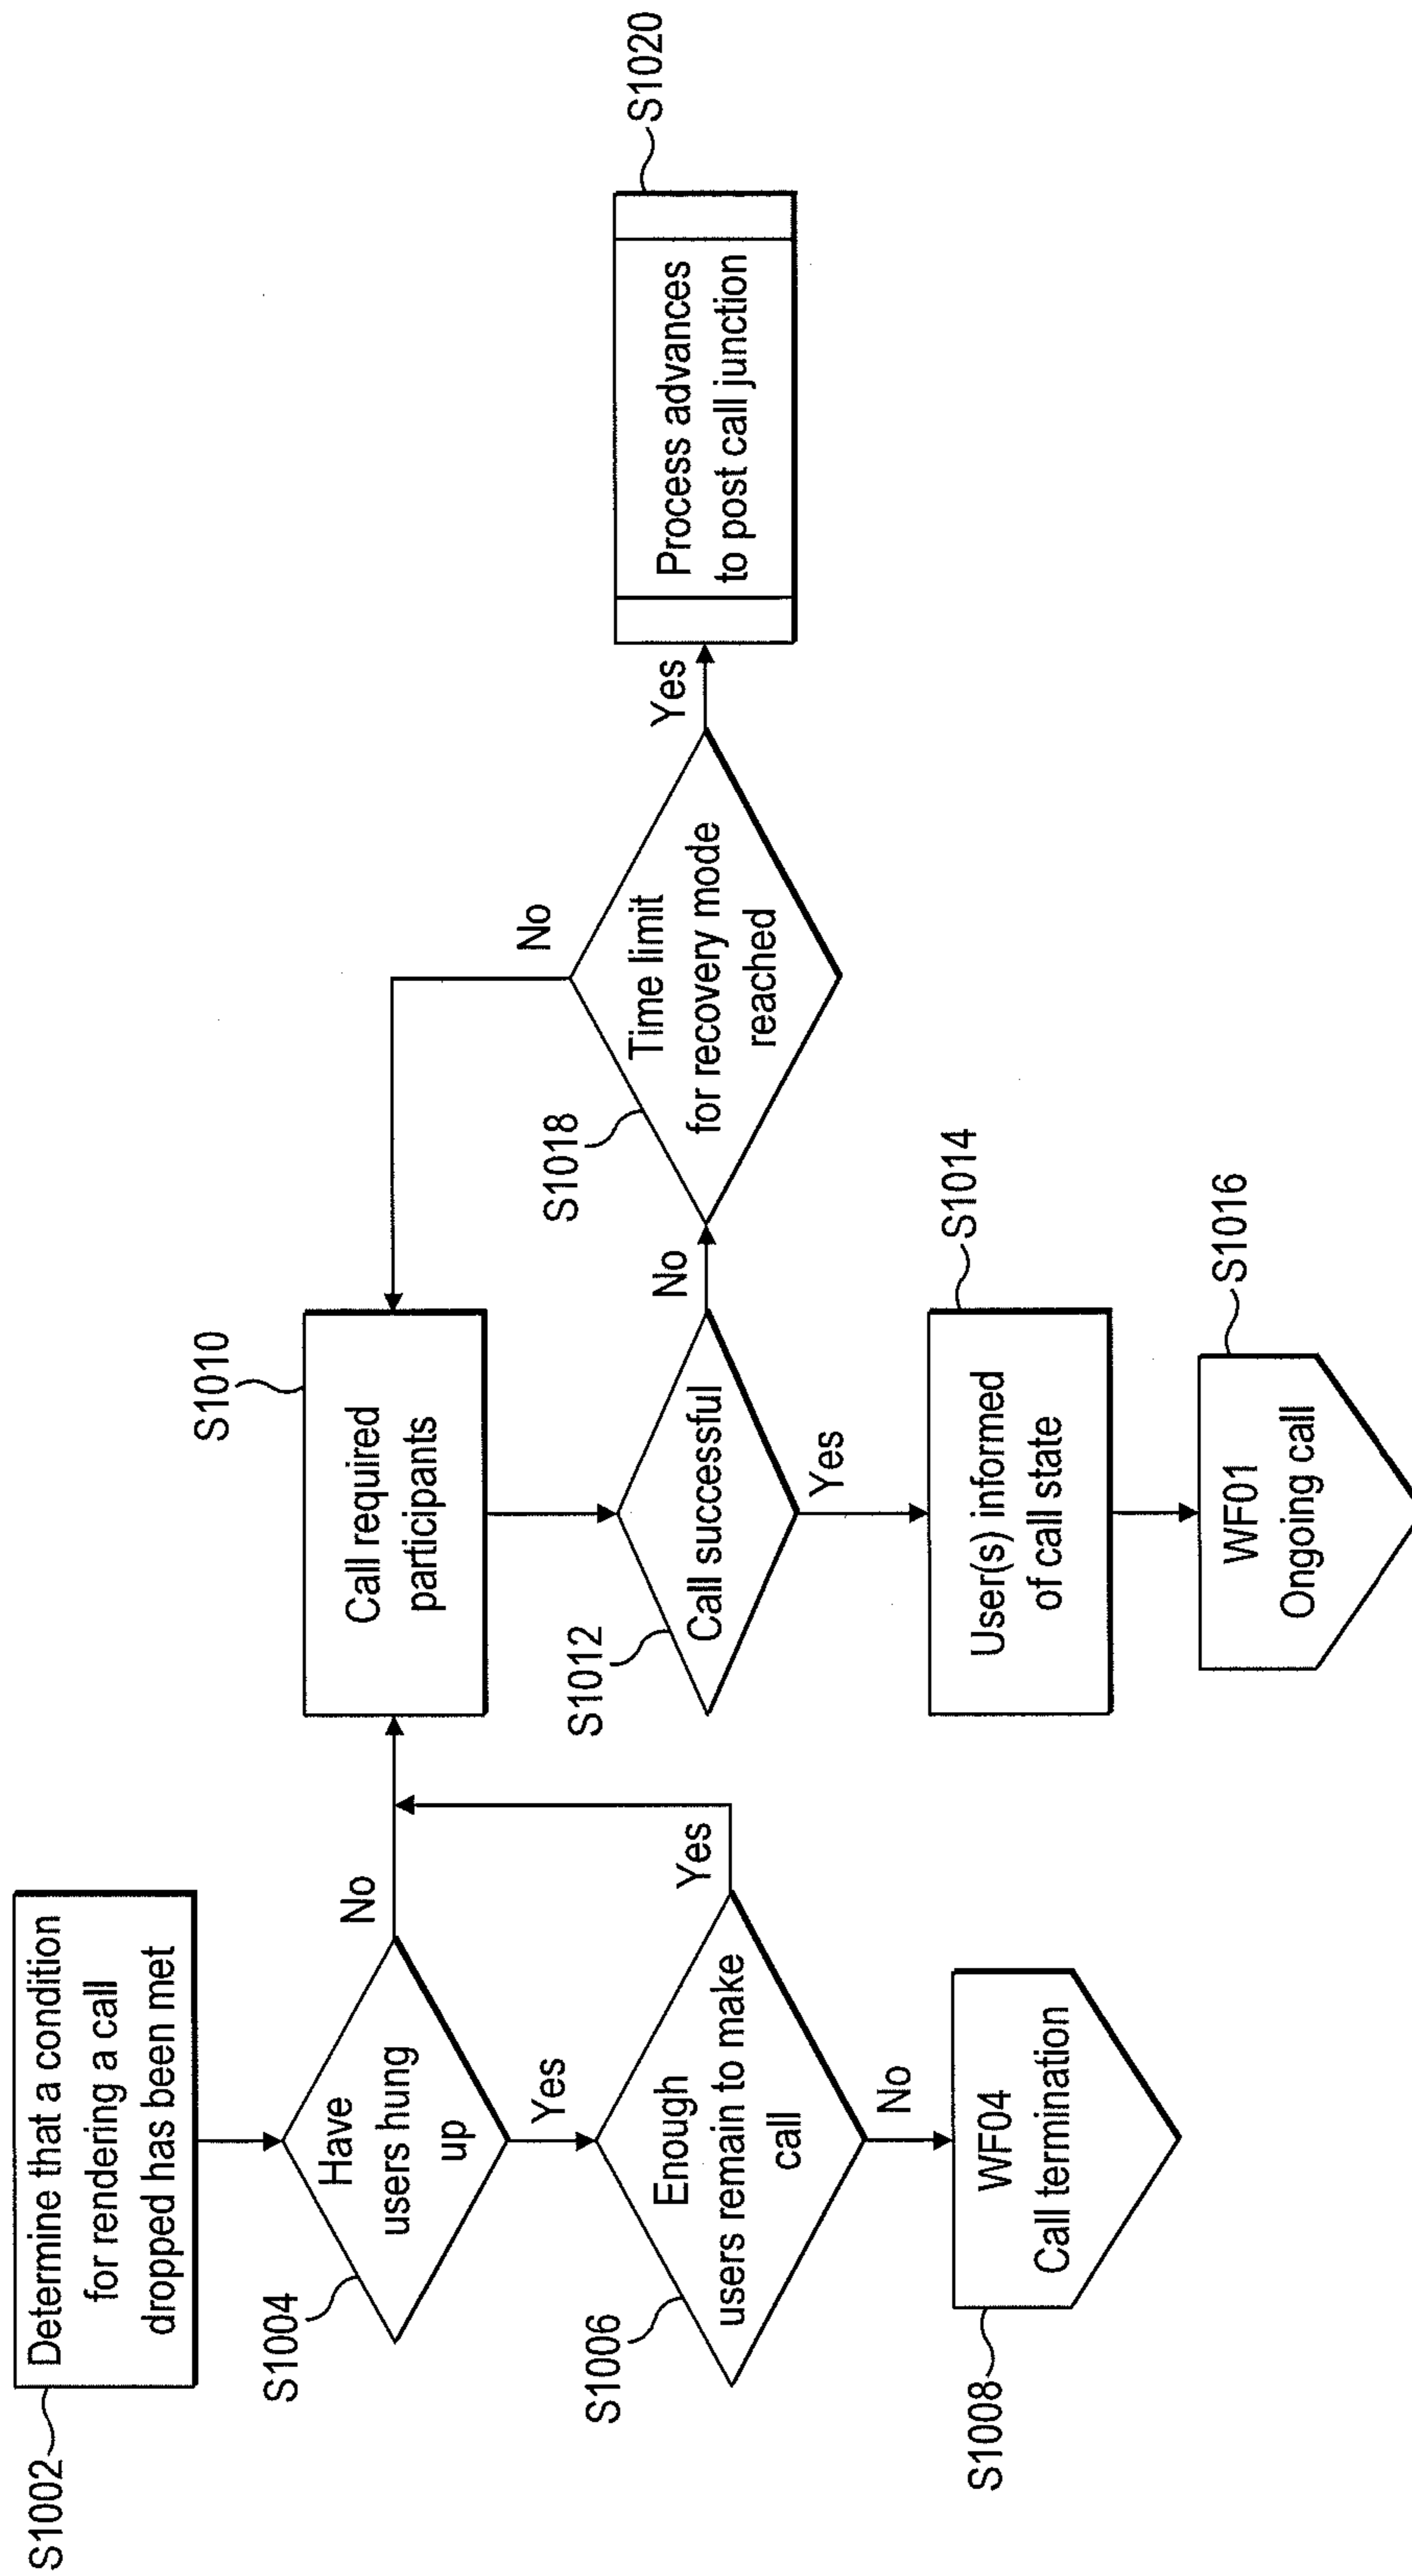 S1002
Determine that a condition
for rendering a call
dropped has been met
S1004
Have
users hung
up
No
Yes
S1006
Enough
users remain to make
call
Yes
No
S1008
WF04
Call termination
S1010
Call required
participants
S1012
Call successful
No
Yes
S1014
User(s) informed
of call state
S1016
WF01
Ongoing call
S1018
Time limit
for recovery mode
reached
No
Yes
S1020
Process advances
to post call junction